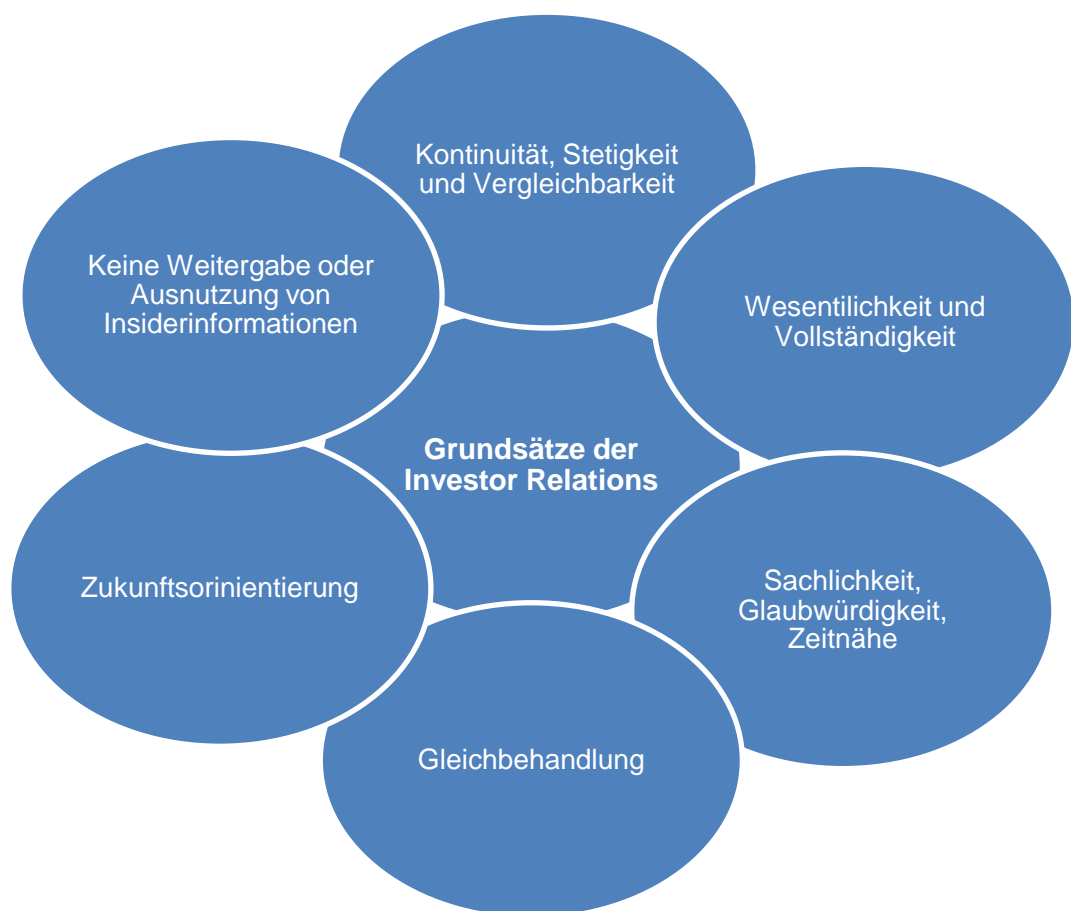 Kontinuität, Stetigkeit
und Vergleichbarkeit
Keine Weitergabe oder
Ausnutzung von
Insiderinformationen
Wesentilichkeit und
Vollständigkeit
Grundsätze der
Investor Relations
Zukunftsorinientierung
Sachlichkeit,
Glaubwürdigkeit,
Zeitnähe
Gleichbehandlung